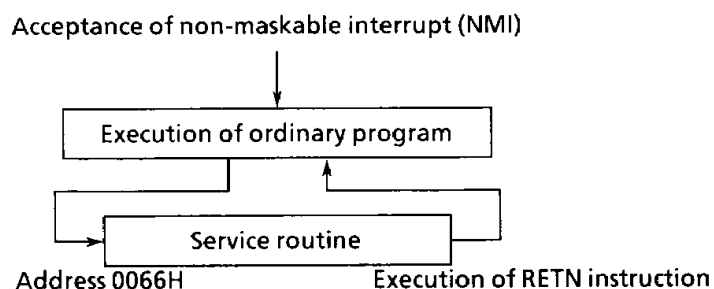 Acceptance of non-maskable interrupt (NMI)
Execution of ordinary program
Service routine
Address 0066H
Execution of RETN instruction